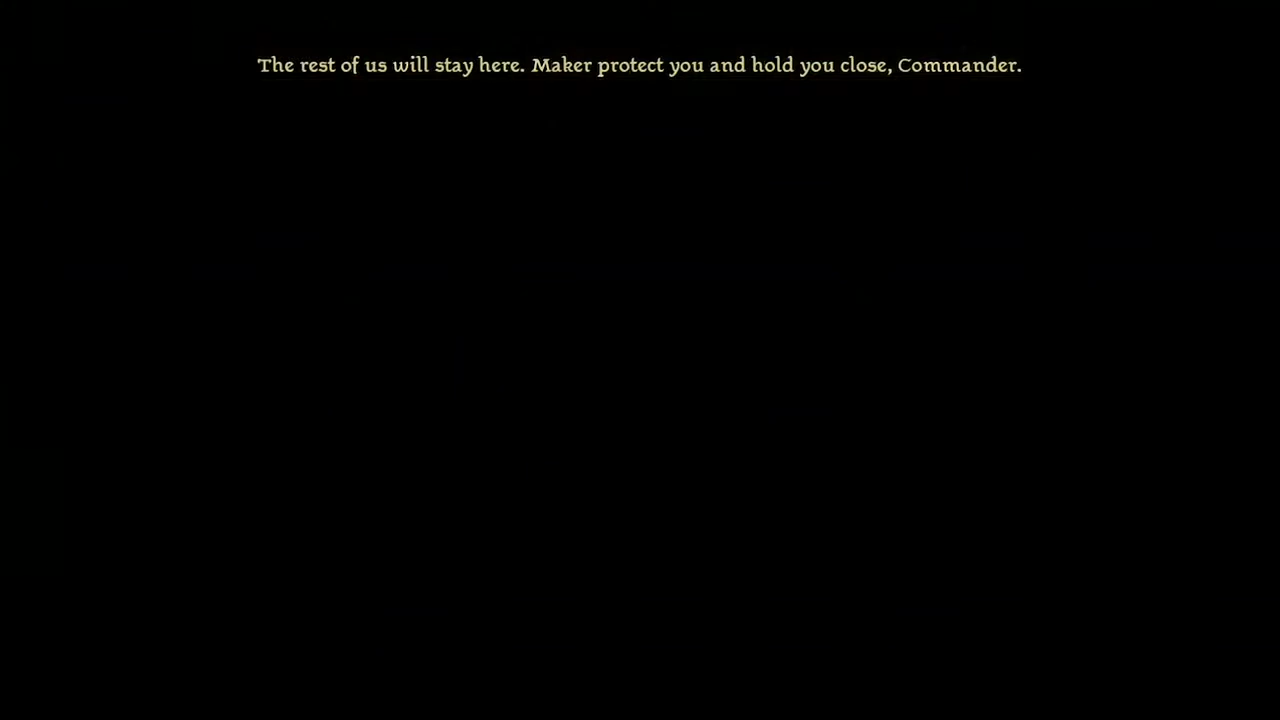 The rest of us will stay here. Maker protect you and hold you close, Commander.